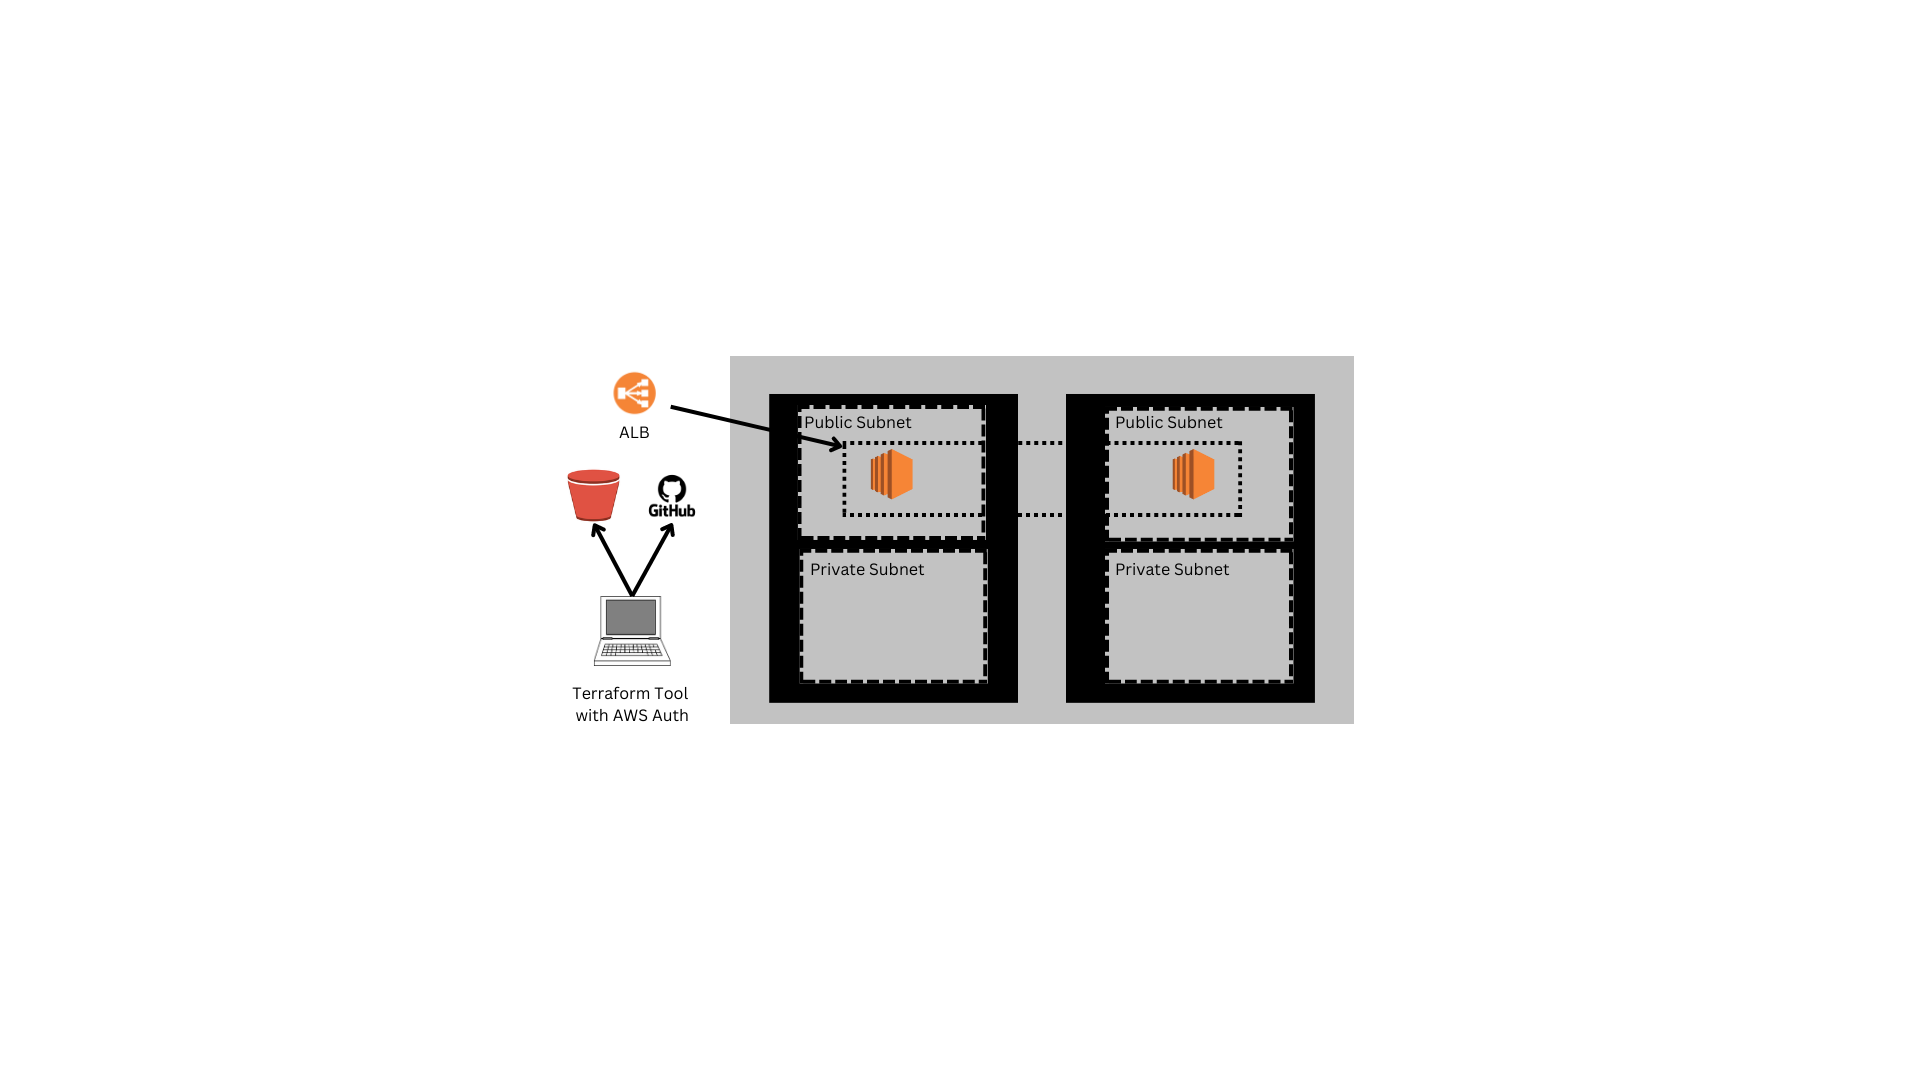 ALB
GitHub
Terraform Tool
with AWS Auth
Public Subnet
Public Subnet
Private Subnet
Private Subnet